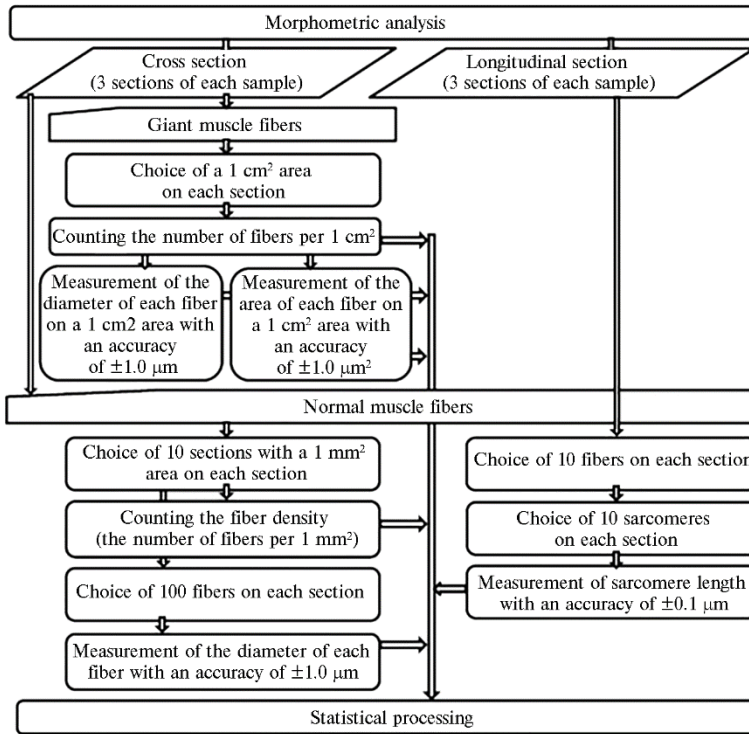 Morphometric analysis
Cross section
(3 sections of each sample)
Longitudinal section
(3 sections of each sample)
Giant muscle fibers
Choice of a 1 cm² area
on each section
Counting the number of fibers per 1 cm²
Measurement of the
diameter of each fiber
on a 1 cm2 area with
an accuracy
of ±1.0 μm
Measurement of the
area of each fiber on
a 1 cm² area with
an accuracy
of ±1.0 μm²
Normal muscle fibers
Choice of 10 sections with a 1 mm²
area on each section
Counting the fiber density
(the number of fibers per 1 mm²)
Choice of 100 fibers on each section
Measurement of the diameter of each
fiber with an accuracy of ±1.0 μm
Choice of 10 fibers on each section
Choice of 10 sarcomeres
on each section
Measurement of sarcomere length
with an accuracy of ±0.1 μm
Statistical processing